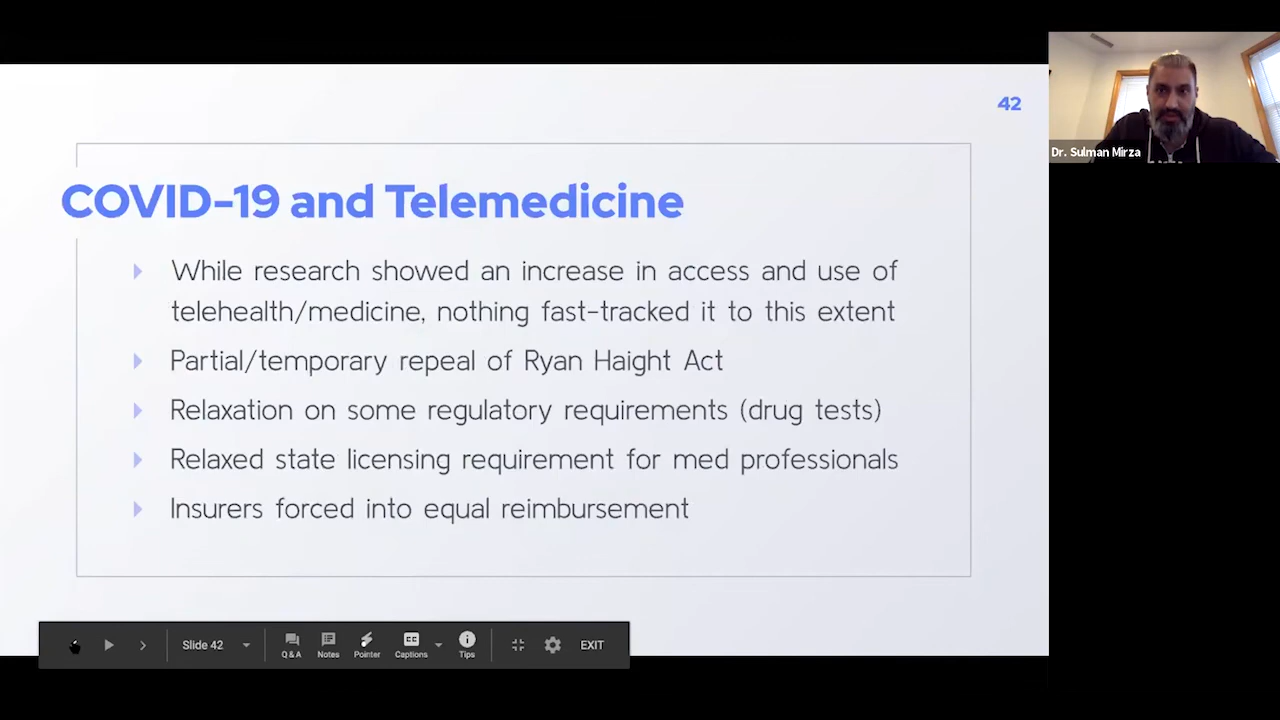 42
Dr. Sulman Mirza
COVID-19 and Telemedicine
While research showed an increase in access and use of
telehealth/medicine, nothing fast-tracked it to this extent
Partial/temporary repeal of Ryan Haight Act
Relaxation on some regulatory requirements (drug tests)
Relaxed state licensing requirement for med professionals
Insurers forced into equal reimbursement
Slide 42
Q & A
Notes
Pointer
CC
Captions
Tips
EXIT